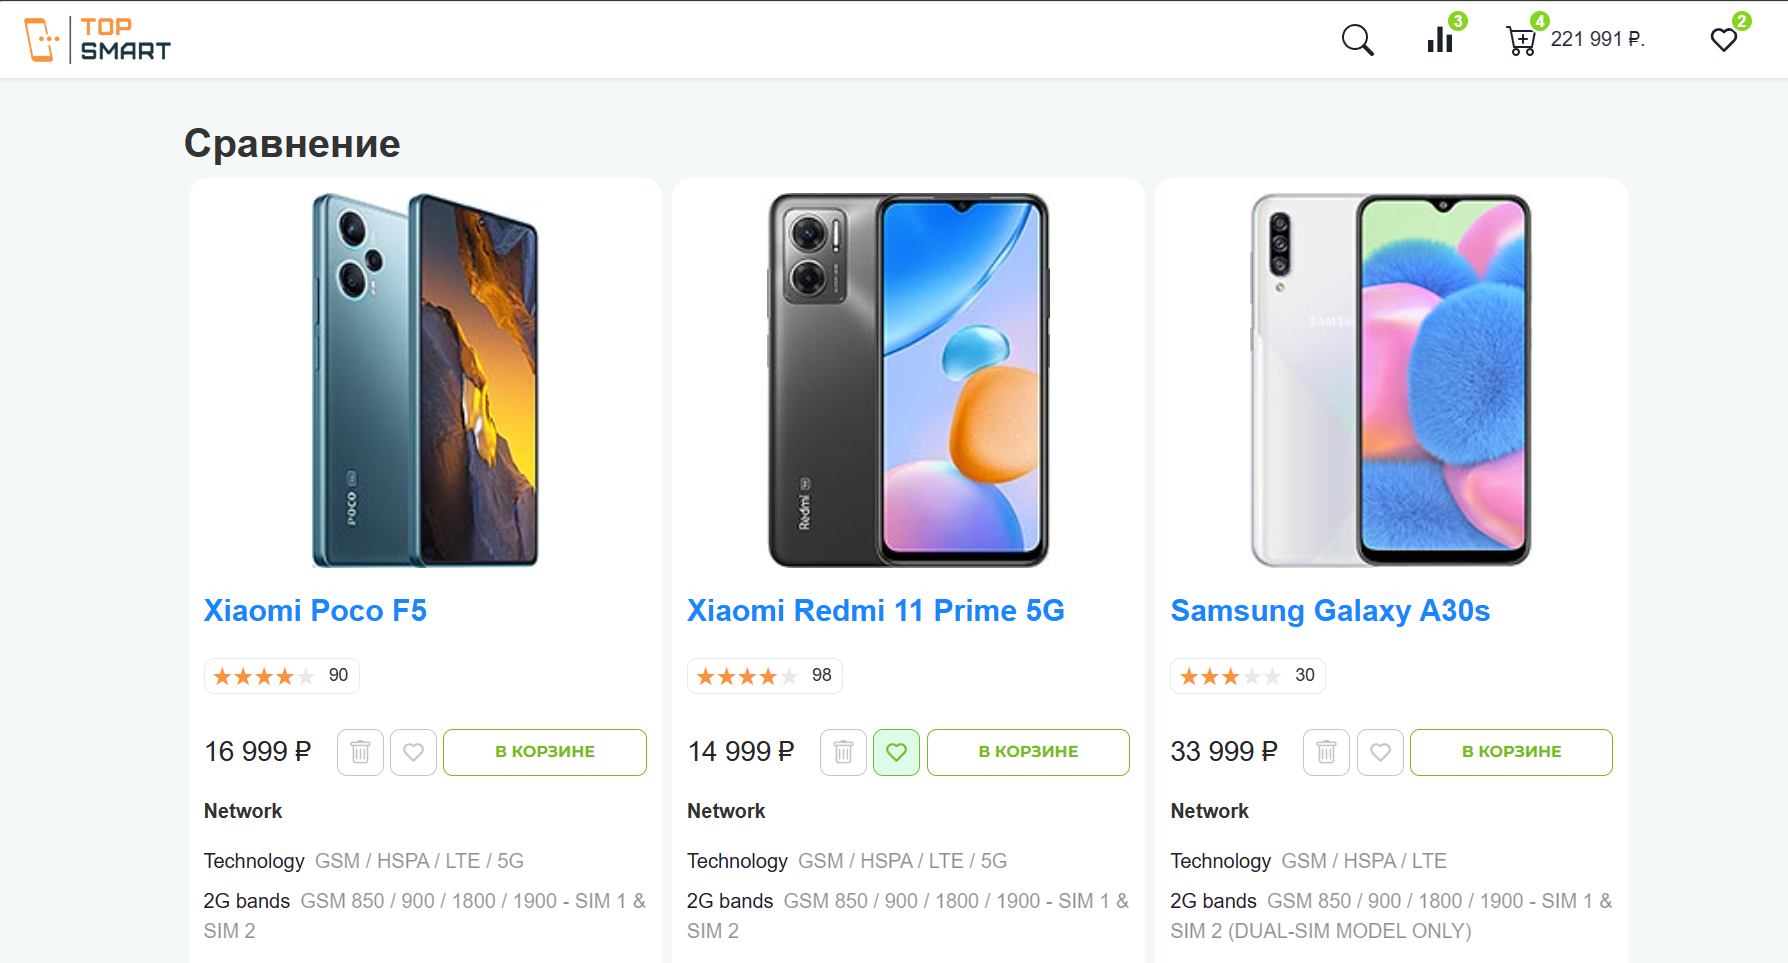 TOP
SMART
3
4
221 991 ₽.
2
Сравнение
POCO
Redmi
SAMSUNG
Xiaomi Poco F5
Xiaomi Redmi 11 Prime 5G
Samsung Galaxy A30s
90
98
30
16 999 ₽
В КОРЗИНЕ
14 999 ₽
В КОРЗИНЕ
33 999 ₽
В КОРЗИНЕ
Network
Network
Network
Technology GSM / HSPA / LTE / 5G
Technology GSM / HSPA / LTE / 5G
Technology GSM / HSPA / LTE
2G bands GSM 850 / 900 / 1800 / 1900 - SIM 1 &
SIM 2
2G bands GSM 850 / 900 / 1800 / 1900 - SIM 1 &
SIM 2
2G bands GSM 850 / 900 / 1800 / 1900 - SIM 1 &
SIM 2 (DUAL-SIM MODEL ONLY)